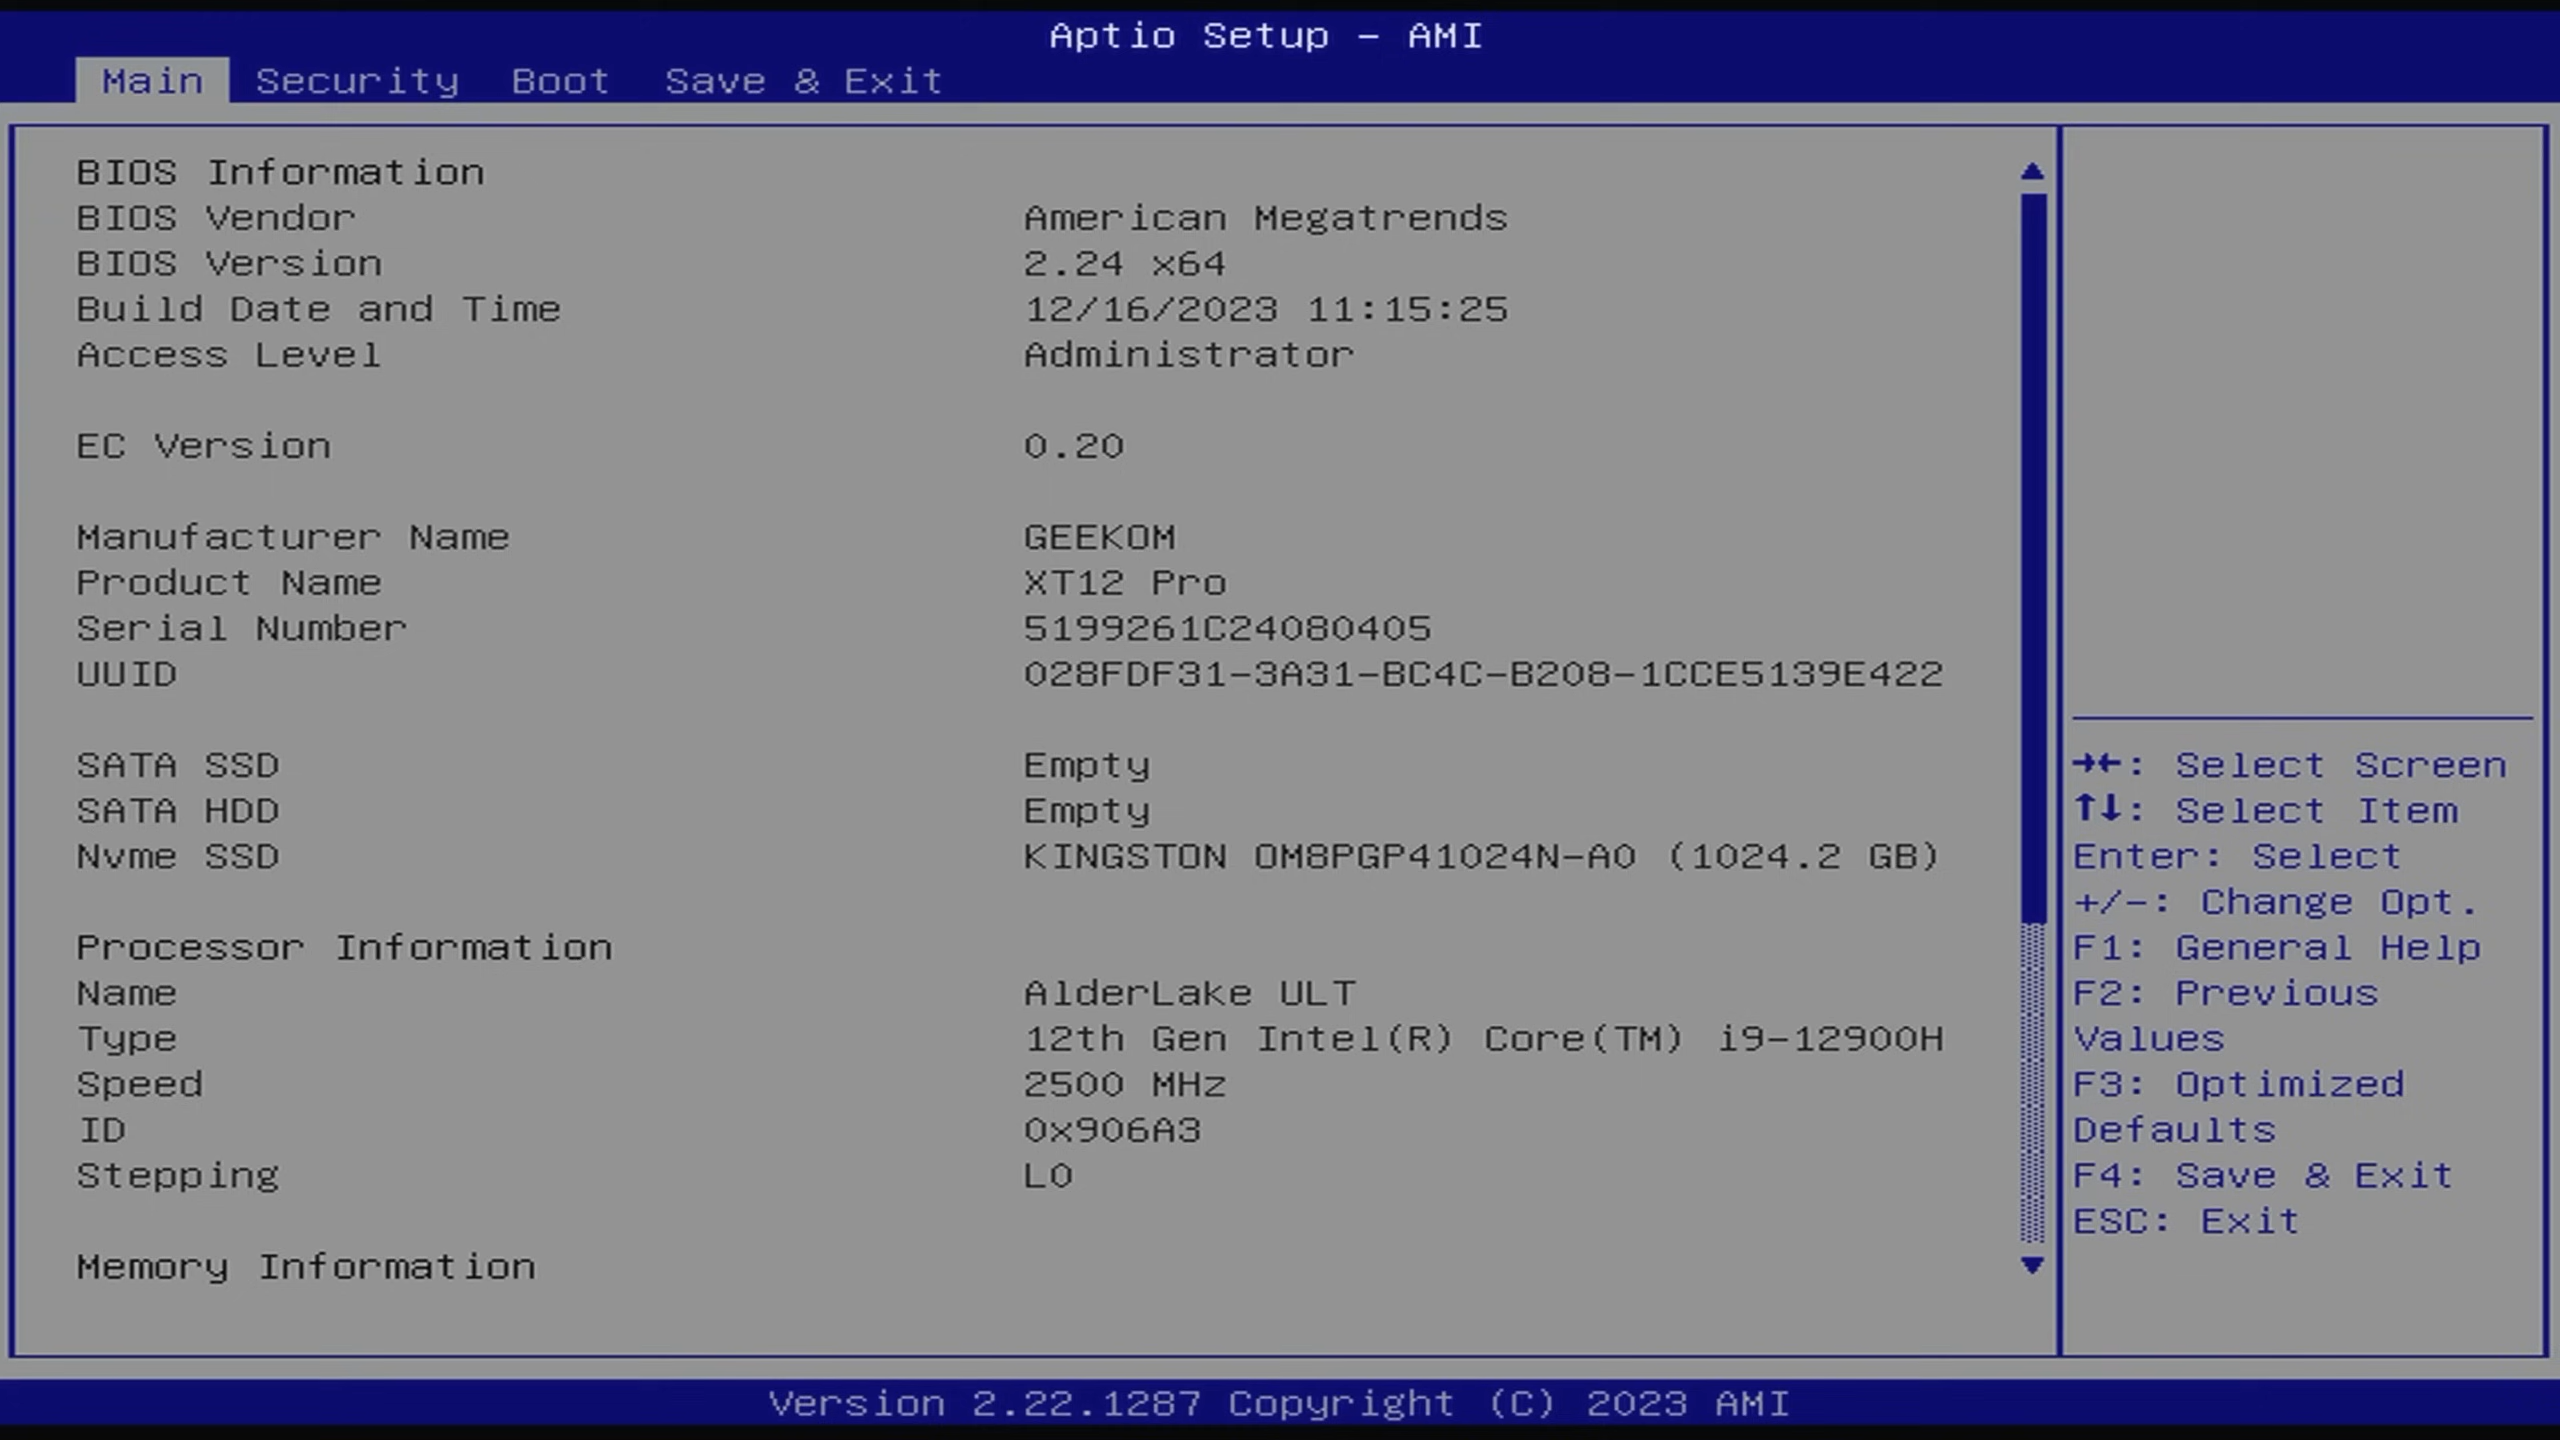 Aptio Setup – AMI
Main Security Boot Save & Exit
BIOS Information
BIOS Vendor American Megatrends
BIOS Version 2.24 x64
Build Date and Time 12/16/2023 11:15:25
Access Level Administrator
EC Version 0.20
Manufacturer Name GEEKOM
Product Name XT12 Pro
Serial Number 5199261C24080405
UUID 028FDF31-3A31-BC4C-B208-1CCE5139E422
SATA SSD Empty
SATA HDD Empty
Nvme SSD KINGSTON OM8PGP41024N-A0 (1024.2 GB)
Processor Information
Name AlderLake ULT
Type 12th Gen Intel(R) Core(TM) i9-12900H
Speed 2500 MHz
ID 0x906A3
Stepping L0
Memory Information
→←: Select Screen
↑↓: Select Item
Enter: Select
+/-: Change Opt.
F1: General Help
F2: Previous
Values
F3: Optimized
Defaults
F4: Save & Exit
ESC: Exit
Version 2.22.1287 Copyright (C) 2023 AMI